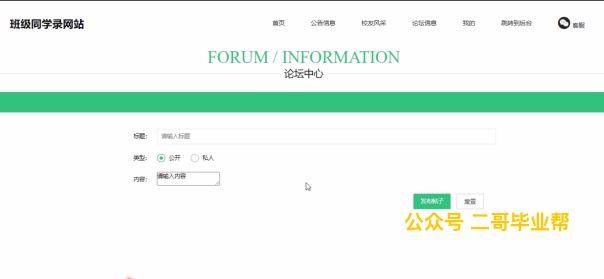 班级同学录网站
首页 公告信息 校友风采 论坛信息 我的 跳转到后台 客服
FORUM / INFORMATION
论坛中心
标题： 请输入标题
类型： 公开 私人
内容： 请输入内容
发布帖子 重置
公众号 二哥毕业帮